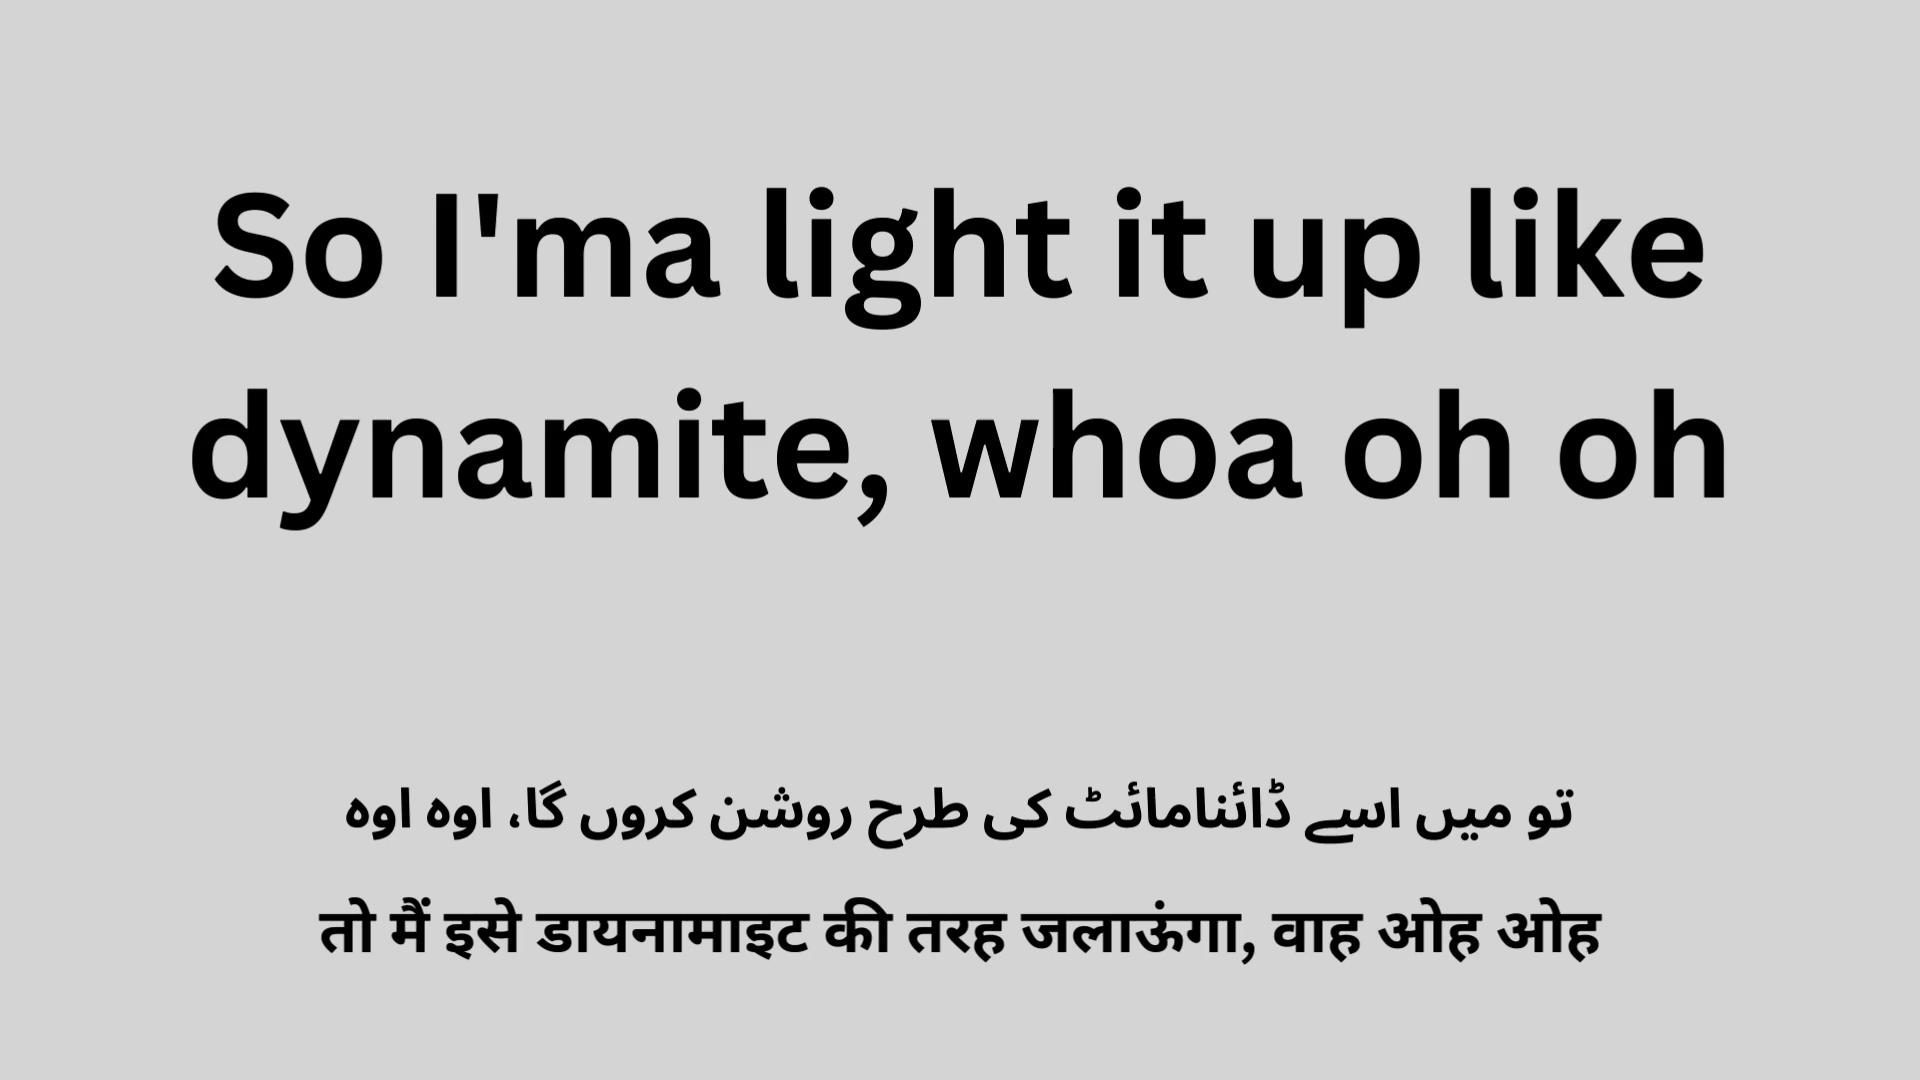 So I'ma light it up like
dynamite, whoa oh oh
تو میں اسے ڈائنامائٹ کی طرح روشن کروں گا، اوہ اوہ
तो मैं इसे डायनामाइट की तरह जलाऊंगा, वाह ओह ओह